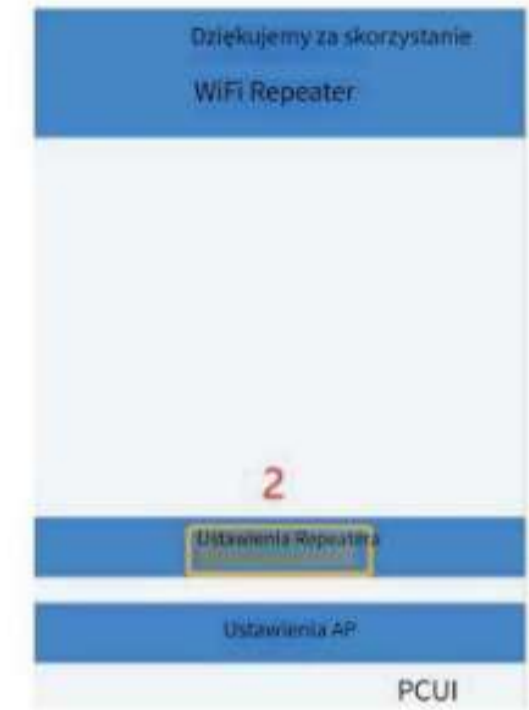 Dziękujemy za skorzystanie
WiFi Repeater
2
Ustawienia Repeatera
Ustawienia AP
PCUI